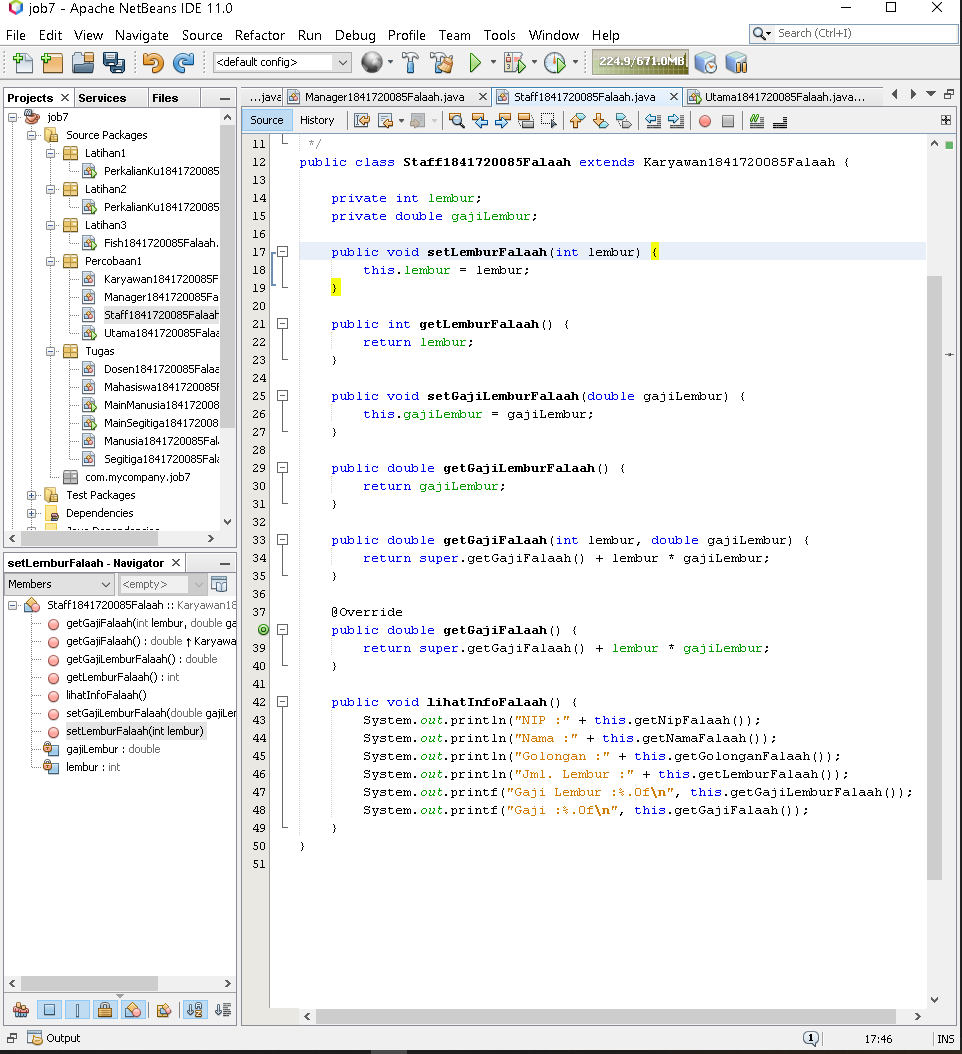 job7 - Apache NetBeans IDE 11.0
File Edit View Navigate Source Refactor Run Debug Profile Team Tools Window Help
Search (Ctrl+I)
<default config>
224.9/671.0MB
Projects Services Files
job7
Source Packages
Latihan1
PerkalianKu1841720085
Latihan2
PerkalianKu1841720085
Latihan3
Fish1841720085Falaah.
Percobaan1
Karyawan1841720085Fa
Manager1841720085Fa
Staff1841720085Falaah
Utama1841720085Falaa
Tugas
Dosen1841720085Falaa
Mahasiswa1841720085F
MainManusia184172008
MainSegitiga184172008
Manusia1841720085Fal
Segitiga1841720085Fala
com.mycompany.job7
Test Packages
Dependencies
Java Dependencies
setLemburFalaah - Navigator
Members <empty>
Staff1841720085Falaah :: Karyawan18
getGajiFalaah(int lembur, double ga
getGajiFalaah() : double ↑ Karyawa
getGajiLemburFalaah() : double
getLemburFalaah() : int
lihatInfoFalaah()
setGajiLemburFalaah(double gajiLer
setLemburFalaah(int lembur)
gajiLembur : double
lembur : int
...java Manager1841720085Falaah.java Staff1841720085Falaah.java Utama1841720085Falaah.java...
Source History
11 */
12 public class Staff1841720085Falaah extends Karyawan1841720085Falaah {
13
14 private int lembur;
15 private double gajiLembur;
16
17 public void setLemburFalaah(int lembur) {
18 this.lembur = lembur;
19 }
20
21 public int getLemburFalaah() {
22 return lembur;
23 }
24
25 public void setGajiLemburFalaah(double gajiLembur) {
26 this.gajiLembur = gajiLembur;
27 }
28
29 public double getGajiLemburFalaah() {
30 return gajiLembur;
31 }
32
33 public double getGajiFalaah(int lembur, double gajiLembur) {
34 return super.getGajiFalaah() + lembur * gajiLembur;
35 }
36
37 @Override
public double getGajiFalaah() {
39 return super.getGajiFalaah() + lembur * gajiLembur;
40 }
41
42 public void lihatInfoFalaah() {
43 System.out.println("NIP :" + this.getNipFalaah());
44 System.out.println("Nama :" + this.getNamaFalaah());
45 System.out.println("Golongan :" + this.getGolonganFalaah());
46 System.out.println("Jml. Lembur :" + this.getLemburFalaah());
47 System.out.printf("Gaji Lembur :%.0f\n", this.getGajiLemburFalaah());
48 System.out.printf("Gaji :%.0f\n", this.getGajiFalaah());
49 }
50 }
51
Output
1
17:46
INS